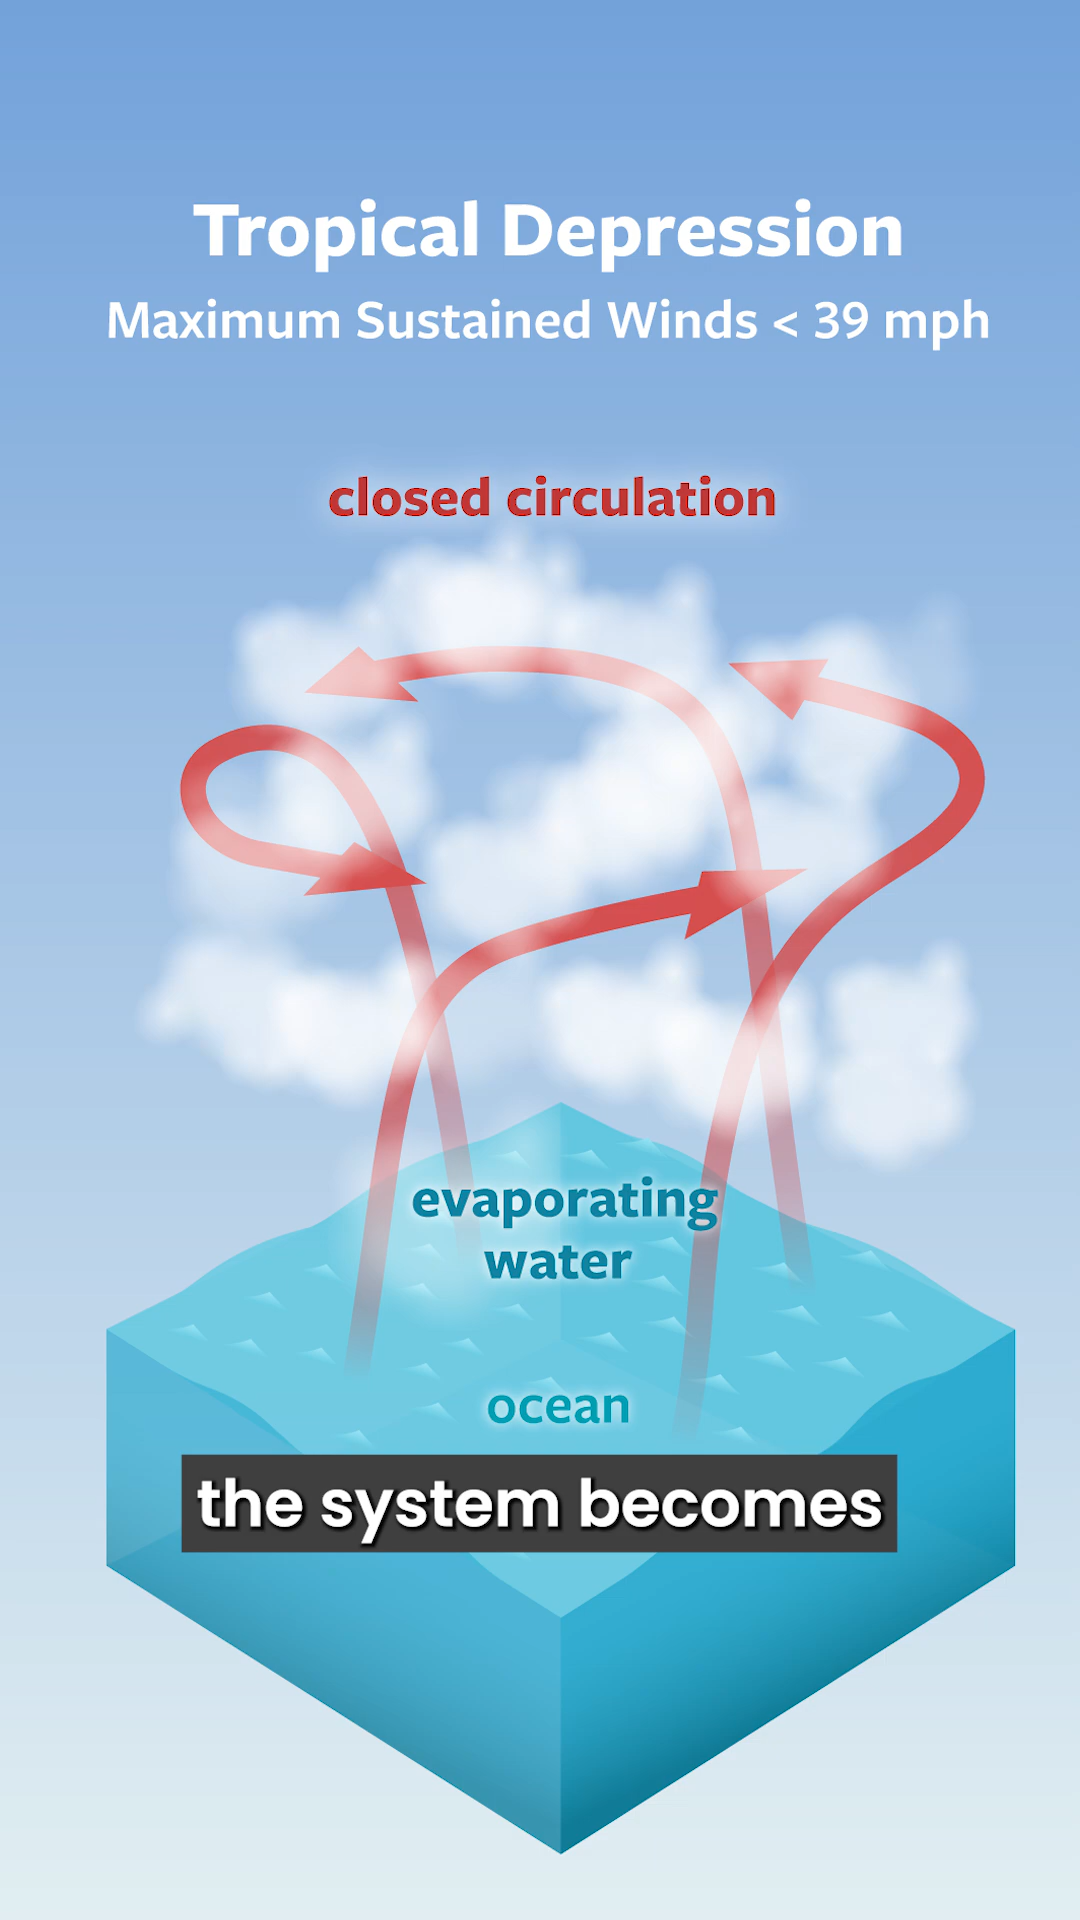 Tropical Depression
Maximum Sustained Winds < 39 mph
closed circulation
evaporating
water
ocean
the system becomes